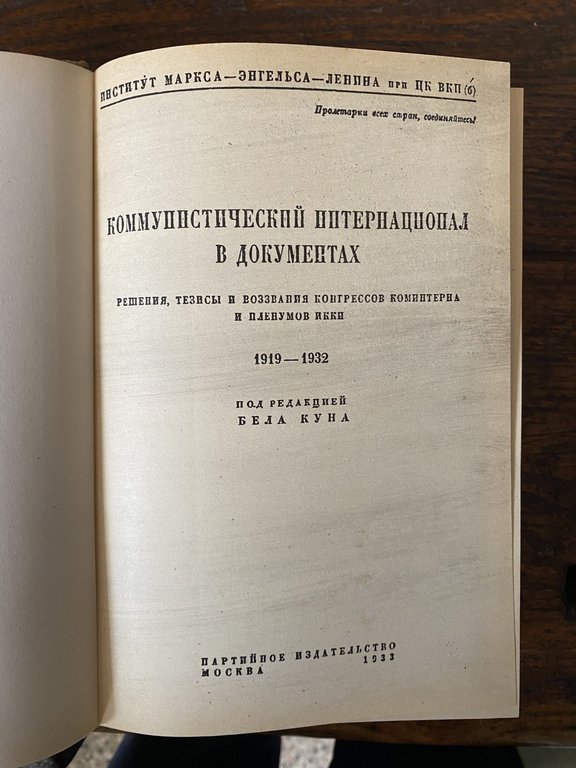 ИНСТИТУТ МАРКСА—ЭНГЕЛЬСА—ЛЕНИНА ПРИ ЦК ВКП(б)
Пролетарии всех стран, соединяйтесь!
КОММУНИСТИЧЕСКИЙ ИНТЕРНАЦИОНАЛ
В ДОКУМЕНТАХ
РЕШЕНИЯ, ТЕЗИСЫ И ВОЗЗВАНИЯ КОНГРЕССОВ КОМИНТЕРНА
И ПЛЕНУМОВ ИККИ
1919—1932
ПОД РЕДАКЦИЕЙ
БЕЛА КУНА
ПАРТИЙНОЕ ИЗДАТЕЛЬСТВО
МОСКВА 1933